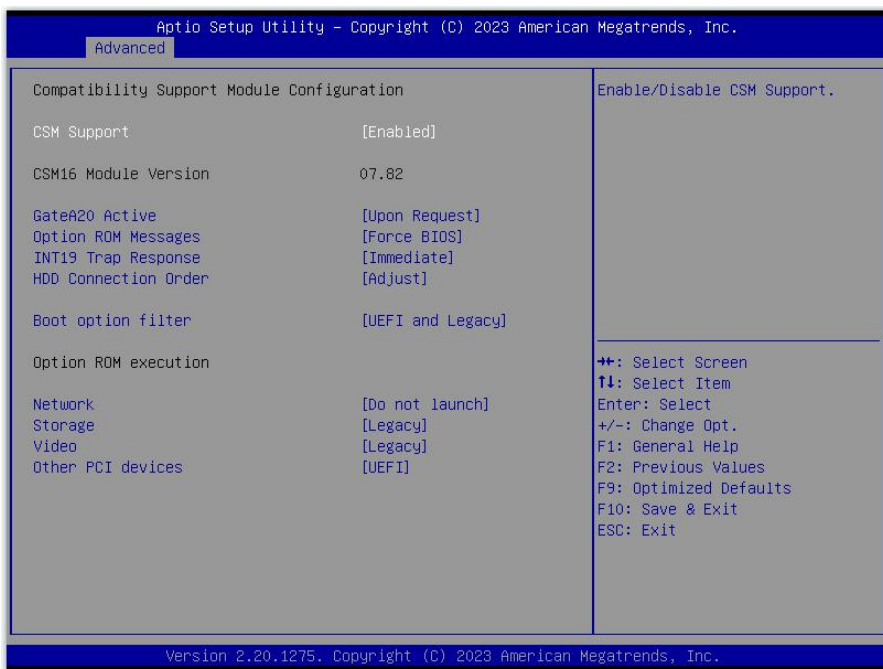 Aptio Setup Utility – Copyright (C) 2023 American Megatrends, Inc.
Advanced
Compatibility Support Module Configuration
CSM Support [Enabled]
CSM16 Module Version 07.82
GateA20 Active [Upon Request]
Option ROM Messages [Force BIOS]
INT19 Trap Response [Immediate]
HDD Connection Order [Adjust]
Boot option filter [UEFI and Legacy]
Option ROM execution
Network [Do not launch]
Storage [Legacy]
Video [Legacy]
Other PCI devices [UEFI]
Enable/Disable CSM Support.
→←: Select Screen
↑↓: Select Item
Enter: Select
+/-: Change Opt.
F1: General Help
F2: Previous Values
F9: Optimized Defaults
F10: Save & Exit
ESC: Exit
Version 2.20.1275. Copyright (C) 2023 American Megatrends, Inc.